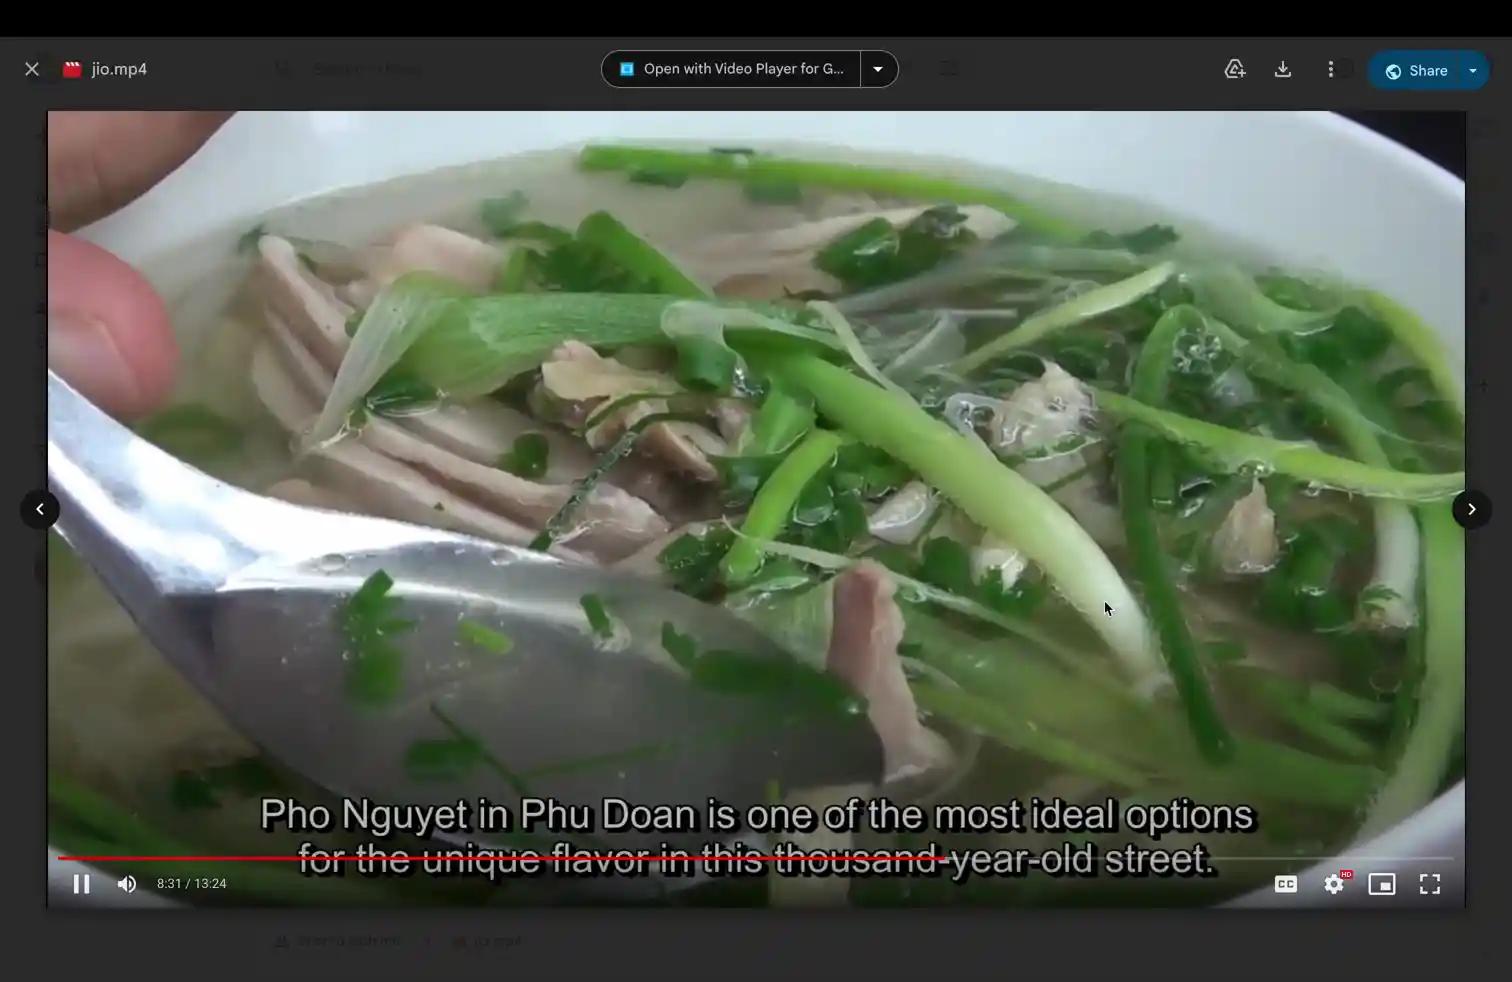 jio.mp4
Open with Video Player for G...
Share
Pho Nguyet in Phu Doan is one of the most ideal options
for the unique flavor in this thousand-year-old street.
8:31 / 13:24
CC
HD